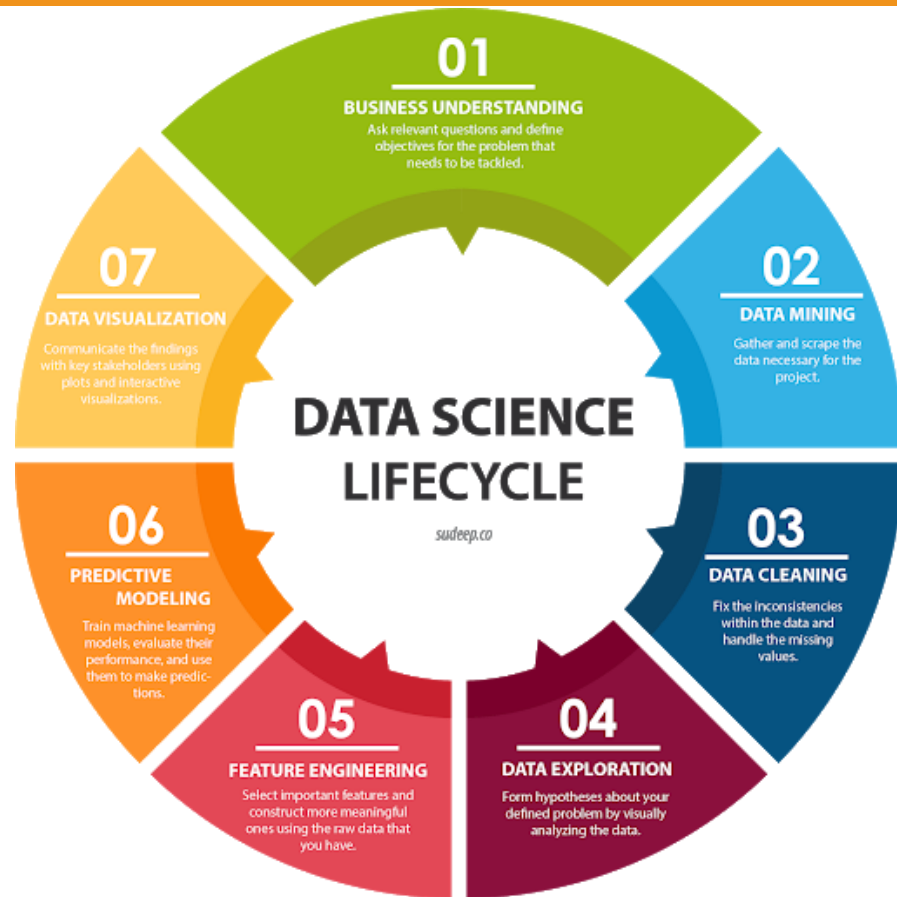 01
BUSINESS UNDERSTANDING
Ask relevant questions and define
objectives for the problem that
needs to be tackled.
02
DATA MINING
Gather and scrape the
data necessary for the
project.
03
DATA CLEANING
Fix the inconsistencies
within the data and
handle the missing
values.
04
DATA EXPLORATION
Form hypotheses about your
defined problem by visually
analyzing the data.
05
FEATURE ENGINEERING
Select important features and
construct more meaningful
ones using the raw data that
you have.
06
PREDICTIVE
MODELING
Train machine learning
models, evaluate their
performance, and use
them to make predic-
tions.
07
DATA VISUALIZATION
Communicate the findings
with key stakeholders using
plots and interactive
visualizations.
DATA SCIENCE
LIFECYCLE
sudeep.co